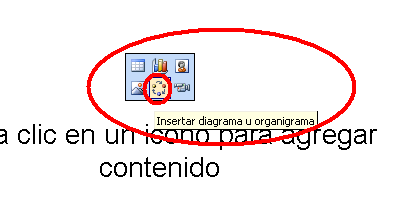 Insertar diagrama u organigrama
a clic en un icono para agregar
contenido